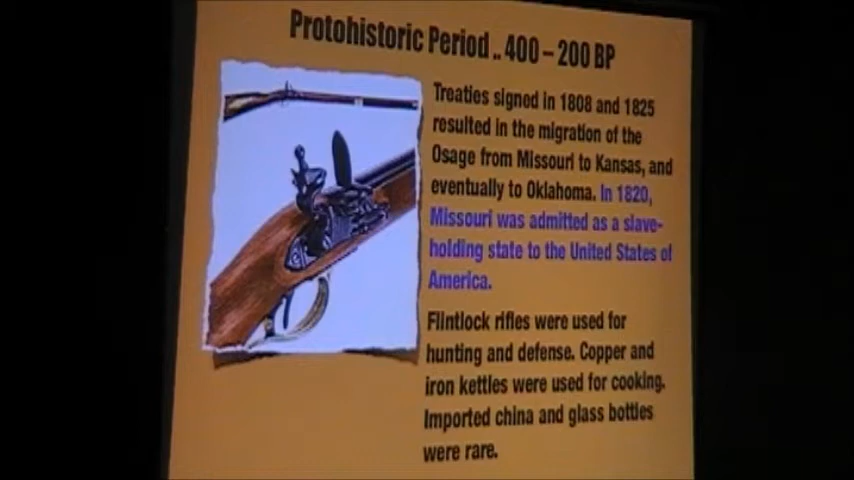 Protohistoric Period .. 400 – 200 BP
Treaties signed in 1808 and 1825
resulted in the migration of the
Osage from Missouri to Kansas, and
eventually to Oklahoma. In 1820,
Missouri was admitted as a slave-
holding state to the United States of
America.
Flintlock rifles were used for
hunting and defense. Copper and
iron kettles were used for cooking.
Imported china and glass bottles
were rare.